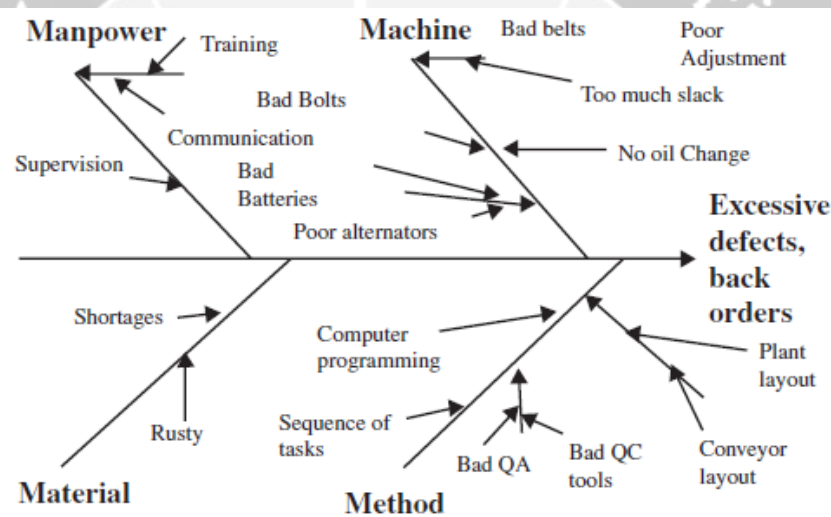 Manpower
Training
Machine
Bad belts
Poor
Adjustment
Too much slack
Bad Bolts
Communication
Supervision
Bad
Batteries
No oil Change
Poor alternators
Excessive
defects,
back
orders
Shortages
Computer
programming
Plant
layout
Rusty
Sequence of
tasks
Bad QA
Bad QC
tools
Conveyor
layout
Material
Method